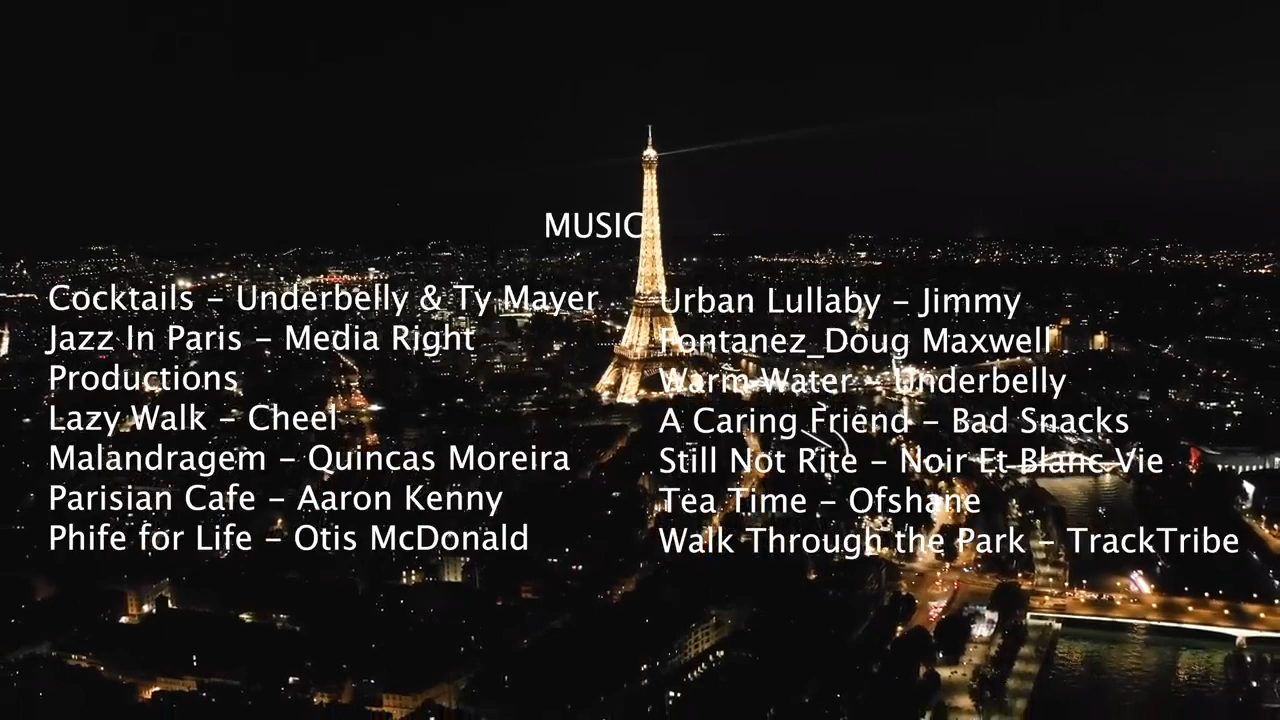 MUSIC
Cocktails - Underbelly & Ty Mayer
Jazz In Paris - Media Right
Productions
Lazy Walk - Cheel
Malandragem - Quincas Moreira
Parisian Cafe - Aaron Kenny
Phife for Life - Otis McDonald
Urban Lullaby - Jimmy
Fontanez_Doug Maxwell
Warm Water - Underbelly
A Caring Friend - Bad Snacks
Still Not Rite - Noir Et Blanc Vie
Tea Time - Ofshane
Walk Through the Park - TrackTribe